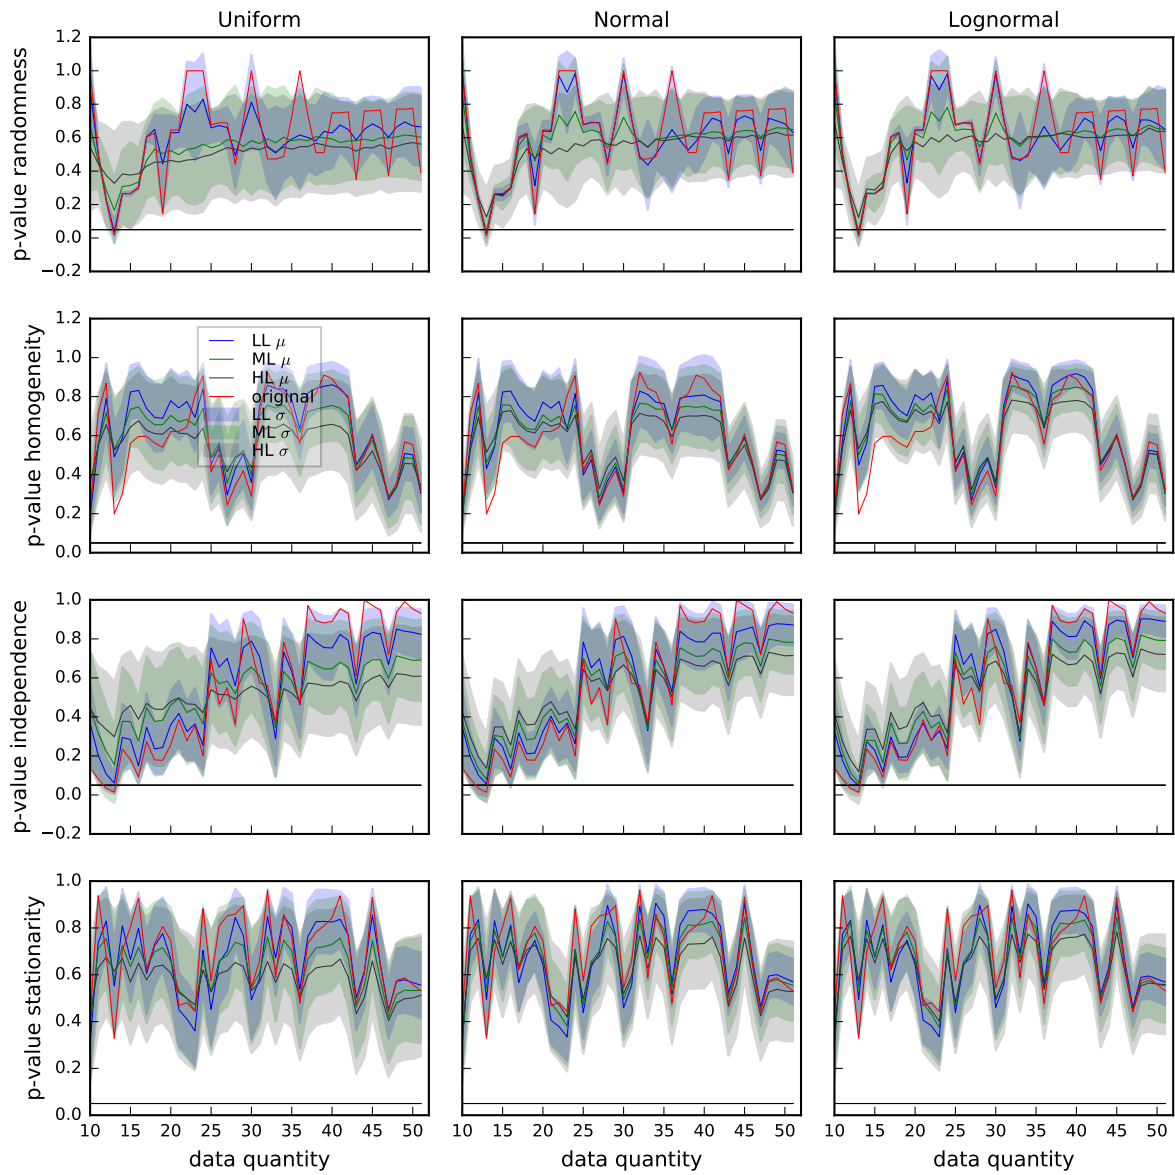 Uniform Normal Lognormal
p-value randomness
1.2
1.0
0.8
0.6
0.4
0.2
0.0
−0.2
p-value homogeneity
1.2
1.0
0.8
0.6
0.4
0.2
0.0
LL μ
ML μ
HL μ
original
LL σ
ML σ
HL σ
p-value independence
1.0
0.8
0.6
0.4
0.2
0.0
−0.2
p-value stationarity
1.0
0.8
0.6
0.4
0.2
0.0
10 15 20 25 30 35 40 45 50 10 15 20 25 30 35 40 45 50 10 15 20 25 30 35 40 45 50
data quantity data quantity data quantity